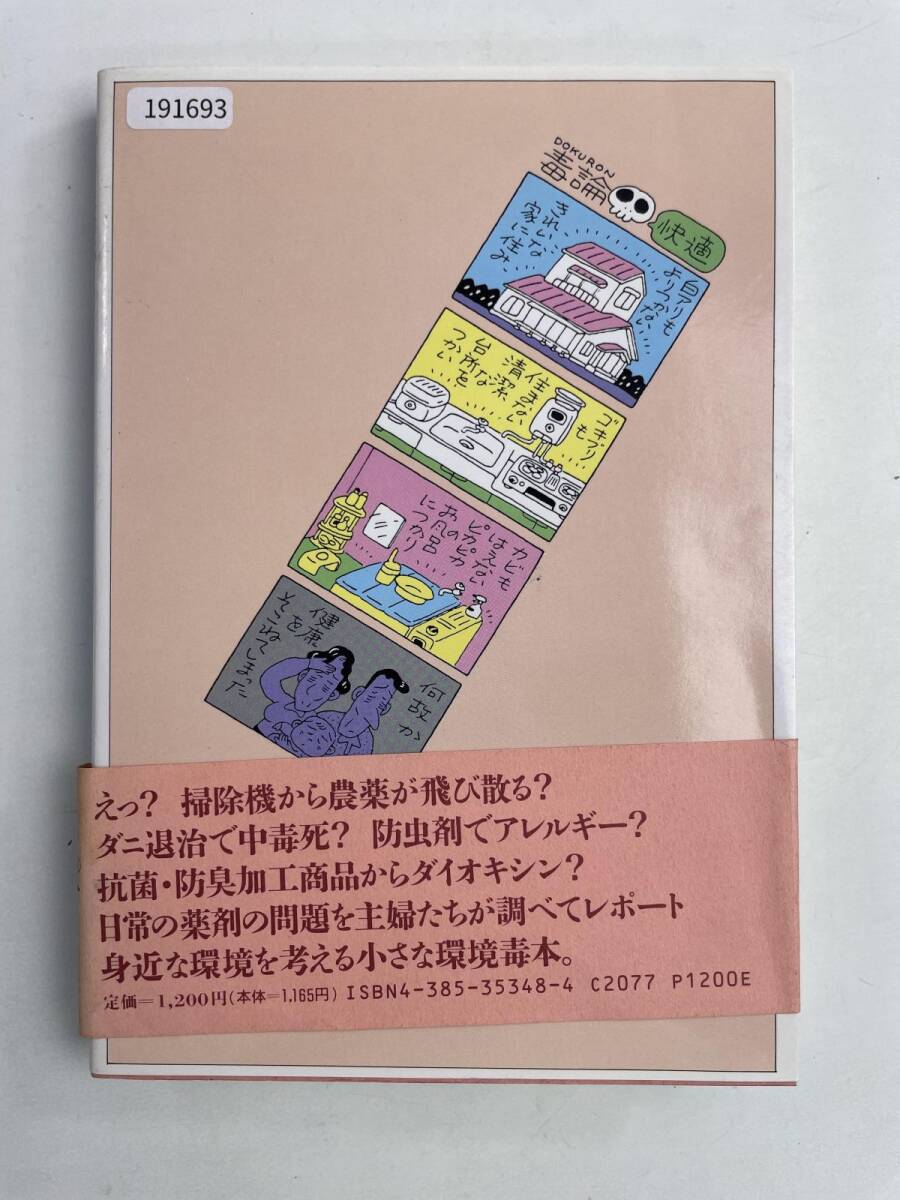 191693
DOKURON
毒論
快適
白アリも
よりつかない
きれいな
家に住み、
ゴキブリも
住まない
清潔な
台所を
つかい
カビも
はえない
ピカピカ
のお風呂
につかり
何故か
健康を
そこねてしまった
えっ? 掃除機から農薬が飛び散る?
ダニ退治で中毒死? 防虫剤でアレルギー?
抗菌・防臭加工商品からダイオキシン?
日常の薬剤の問題を主婦たちが調べてレポート
身近な環境を考える小さな環境毒本。
定価=1,200円(本体=1,165円) ISBN4-385-35348-4 C2077 P1200E